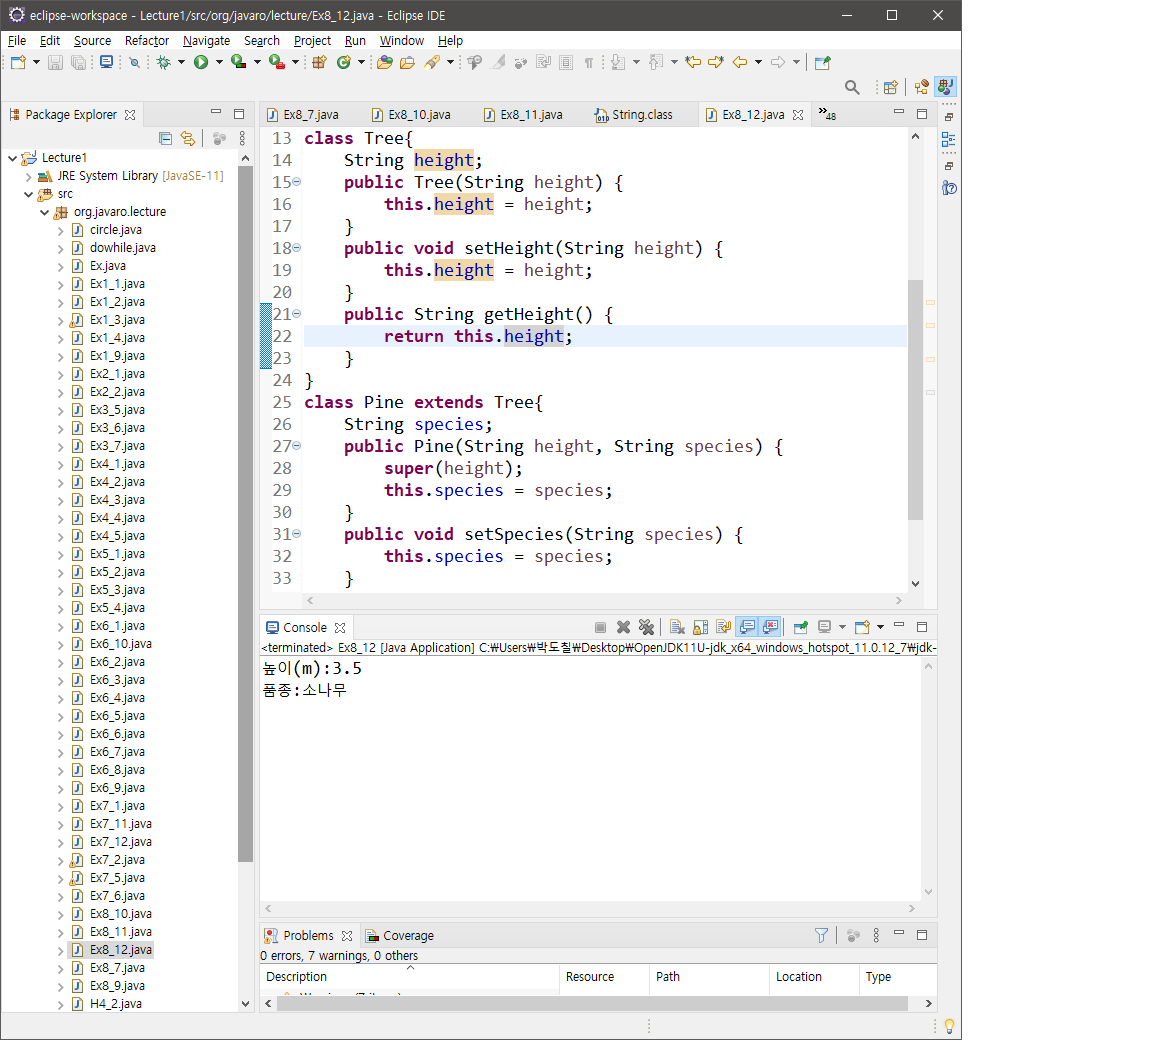 eclipse-workspace - Lecture1/src/org/javaro/lecture/Ex8_12.java - Eclipse IDE
File Edit Source Refactor Navigate Search Project Run Window Help
Package Explorer
Lecture1
JRE System Library [JavaSE-11]
src
org.javaro.lecture
circle.java
dowhile.java
Ex.java
Ex1_1.java
Ex1_2.java
Ex1_3.java
Ex1_4.java
Ex1_9.java
Ex2_1.java
Ex2_2.java
Ex3_5.java
Ex3_6.java
Ex3_7.java
Ex4_1.java
Ex4_2.java
Ex4_3.java
Ex4_4.java
Ex4_5.java
Ex5_1.java
Ex5_2.java
Ex5_3.java
Ex5_4.java
Ex6_1.java
Ex6_10.java
Ex6_2.java
Ex6_3.java
Ex6_4.java
Ex6_5.java
Ex6_6.java
Ex6_7.java
Ex6_8.java
Ex6_9.java
Ex7_1.java
Ex7_11.java
Ex7_12.java
Ex7_2.java
Ex7_5.java
Ex7_6.java
Ex8_10.java
Ex8_11.java
Ex8_12.java
Ex8_7.java
Ex8_9.java
H4_2.java
Ex8_7.java Ex8_10.java Ex8_11.java String.class Ex8_12.java »48
13 class Tree{
14 String height;
15 public Tree(String height) {
16 this.height = height;
17 }
18 public void setHeight(String height) {
19 this.height = height;
20 }
21 public String getHeight() {
22 return this.height;
23 }
24 }
25 class Pine extends Tree{
26 String species;
27 public Pine(String height, String species) {
28 super(height);
29 this.species = species;
30 }
31 public void setSpecies(String species) {
32 this.species = species;
33 }
Console
<terminated> Ex8_12 [Java Application] C:₩Users₩박도칠₩Desktop₩OpenJDK11U-jdk_x64_windows_hotspot_11.0.12_7₩jdk-
높이(m):3.5
품종:소나무
Problems Coverage
0 errors, 7 warnings, 0 others
Description Resource Path Location Type